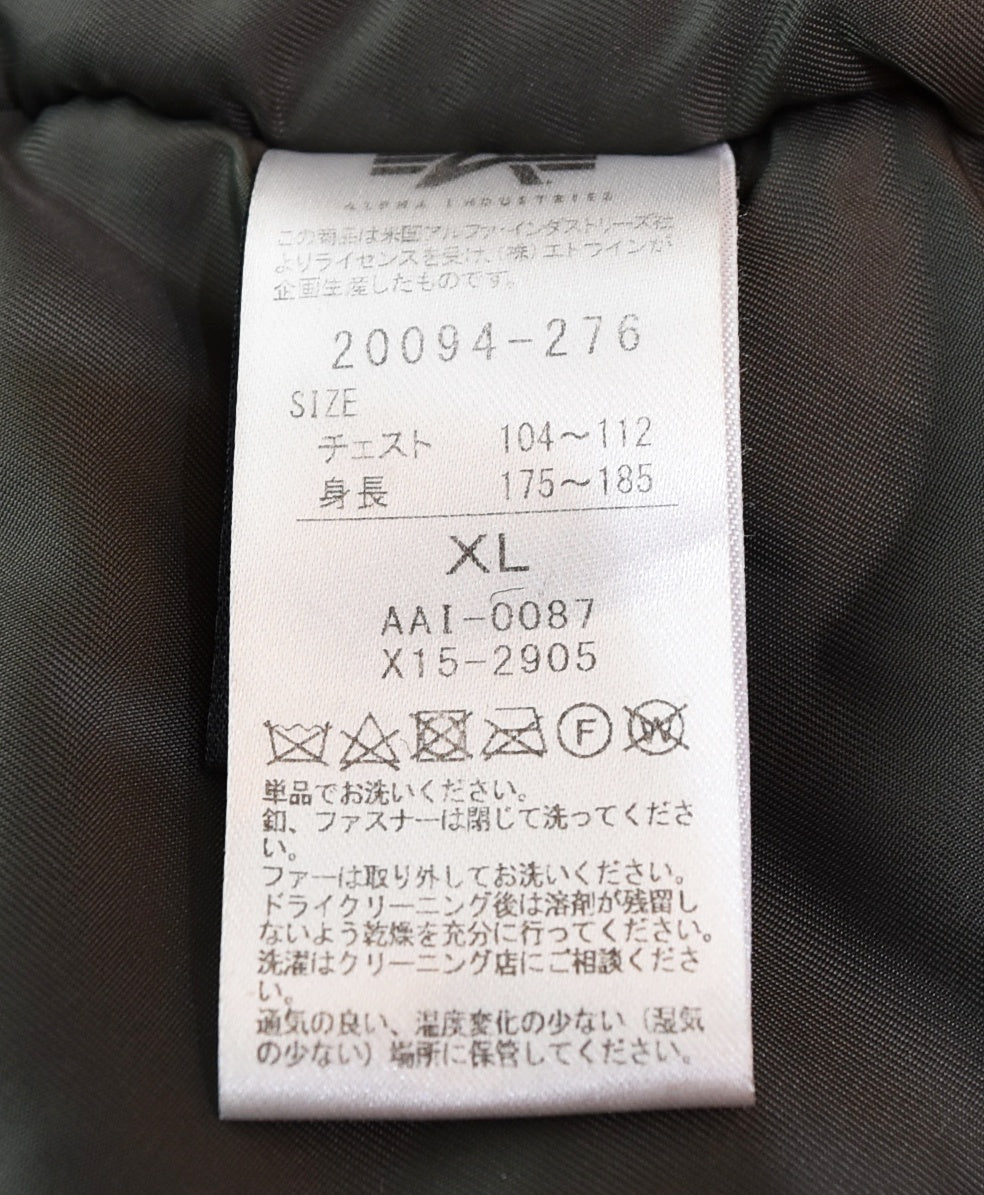 ALPHA INDUSTRIES
この商品は米国アルファ・インダストリーズ社
よりライセンスを受け、(株)エドウインが
企画生産したものです。
20094-276
SIZE
チェスト 104〜112
身長 175〜185
XL
AAI-0087
X15-2905
F W
単品でお洗いください。
釦、ファスナーは閉じて洗ってくださ
い。
ファーは取り外してお洗いください。
ドライクリーニング後は溶剤が残留し
ないよう乾燥を充分に行ってください。
洗濯はクリーニング店にご相談くださ
い。
通気の良い、温度変化の少ない(湿気
の少ない)場所に保管してください。